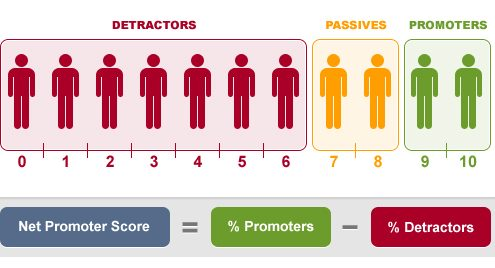 DETRACTORS PASSIVES PROMOTERS
0 1 2 3 4 5 6 7 8 9 10
Net Promoter Score = % Promoters − % Detractors